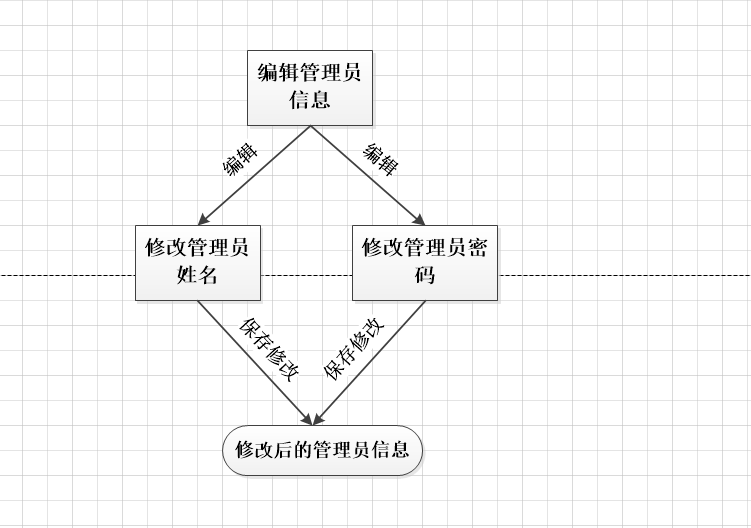 编辑管理员
信息
编辑
编辑
修改管理员
姓名
修改管理员密
码
保存修改
保存修改
修改后的管理员信息